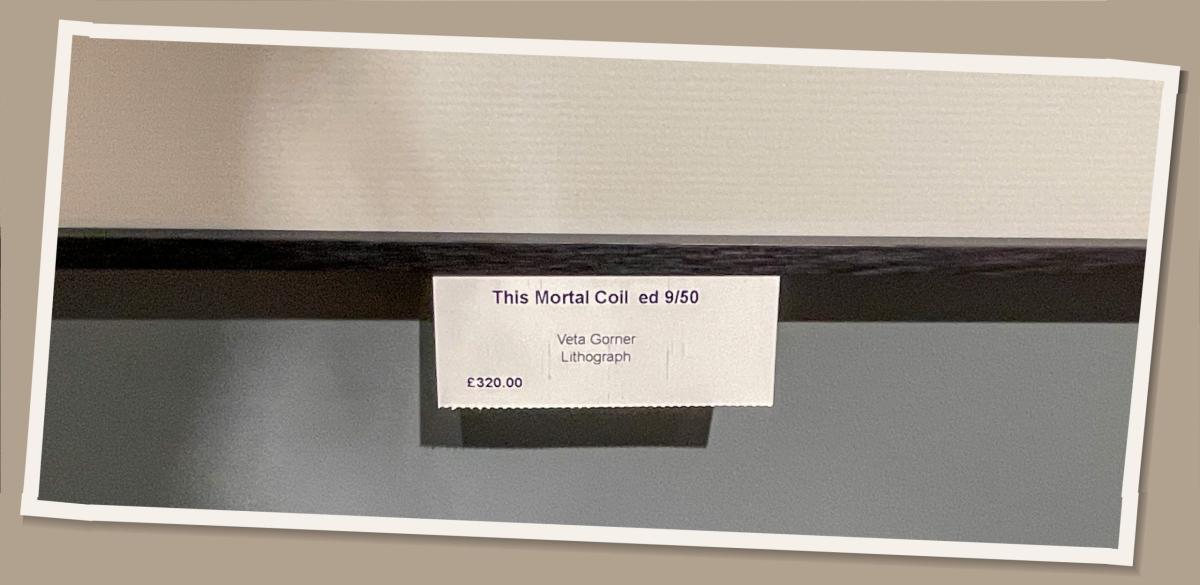 This Mortal Coil ed 9/50
Veta Gorner
Lithograph
£320.00